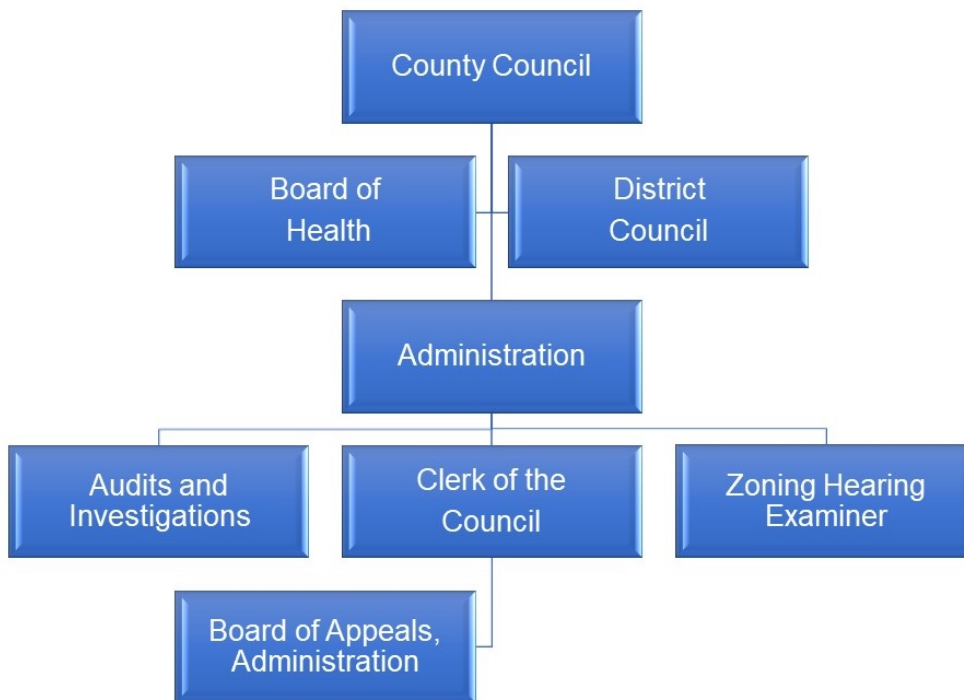 County Council
Board of
Health
District
Council
Administration
Audits and
Investigations
Clerk of the
Council
Zoning Hearing
Examiner
Board of Appeals,
Administration